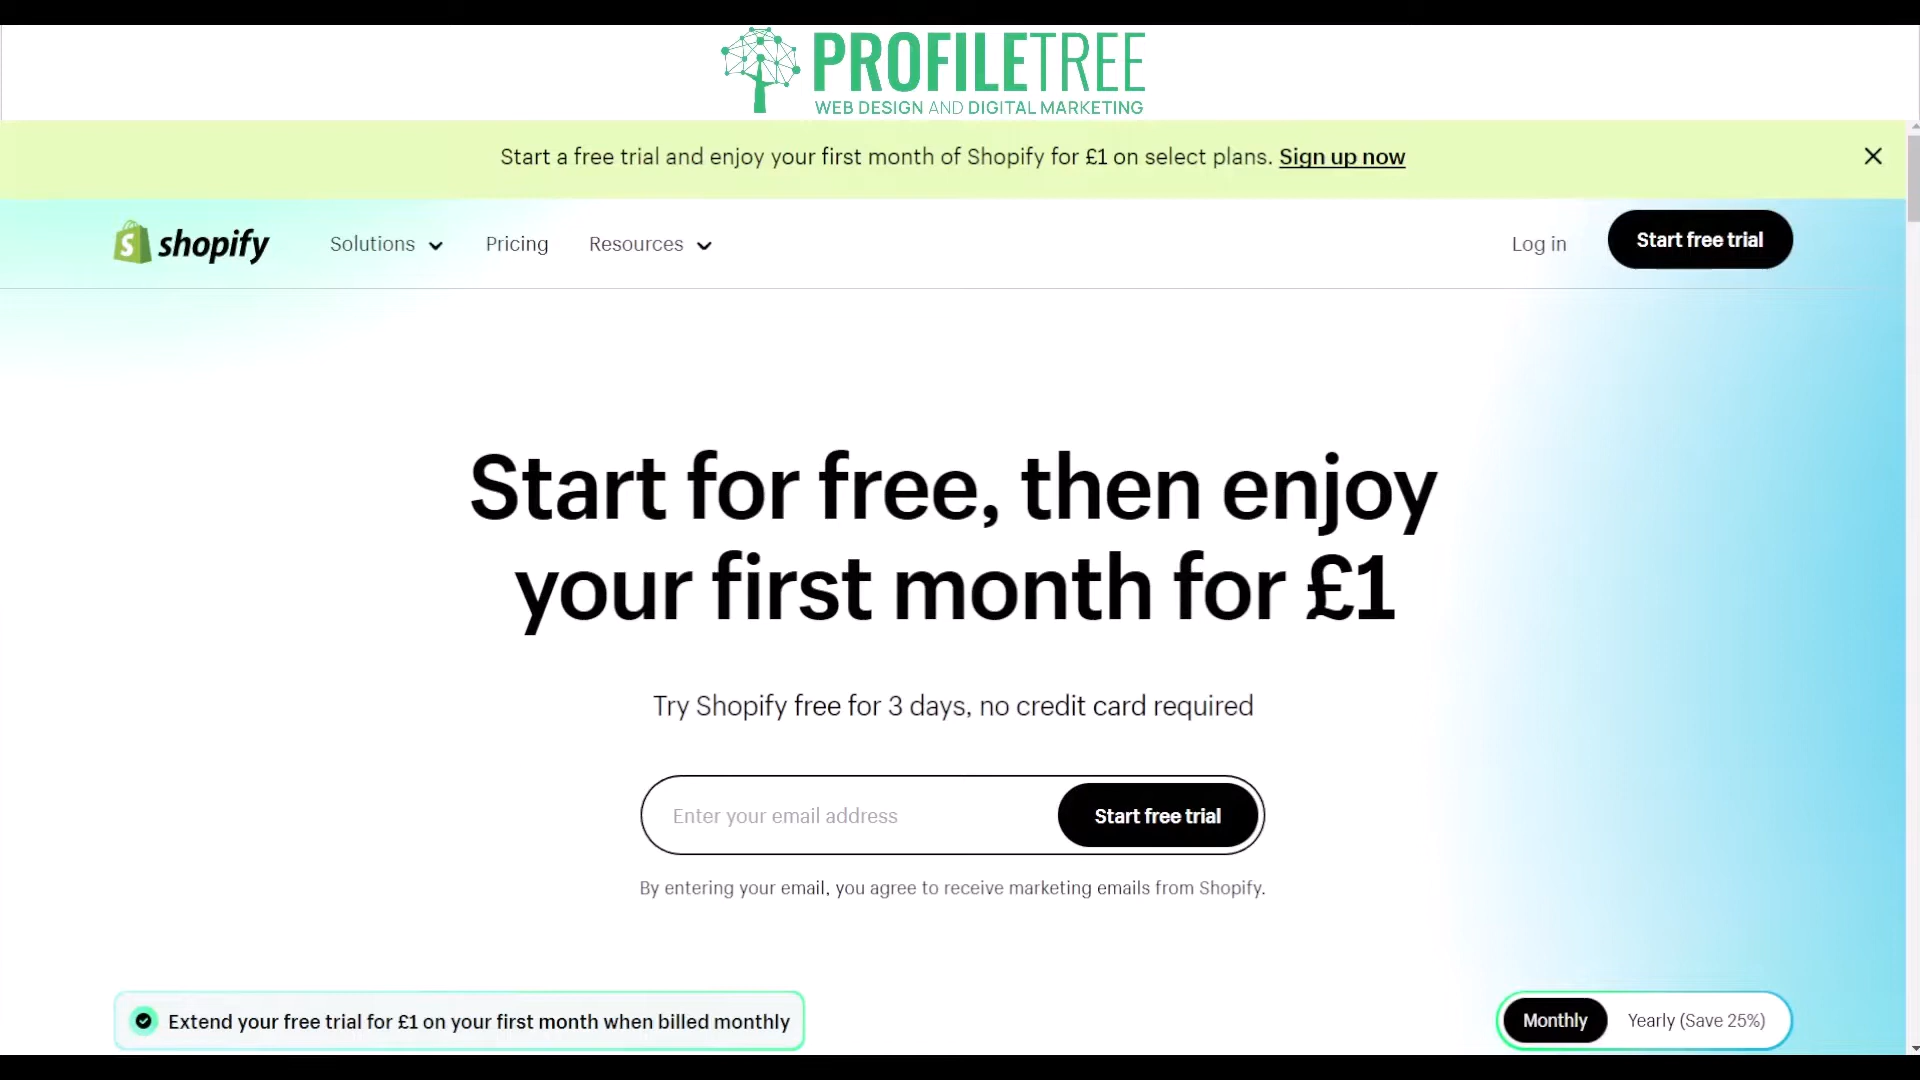 PROFILETREE
WEB DESIGN AND DIGITAL MARKETING
Start a free trial and enjoy your first month of Shopify for £1 on select plans. Sign up now
shopify
Solutions
Pricing
Resources
Log in
Start free trial
Start for free, then enjoy
your first month for £1
Try Shopify free for 3 days, no credit card required
Enter your email address
Start free trial
By entering your email, you agree to receive marketing emails from Shopify.
Extend your free trial for £1 on your first month when billed monthly
Monthly
Yearly (Save 25%)